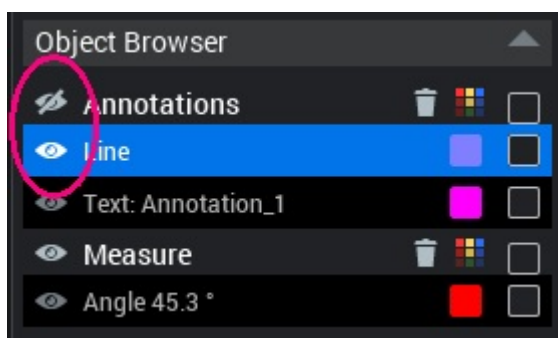 Object Browser
Annotations
Line
Text: Annotation_1
Measure
Angle 45.3 °